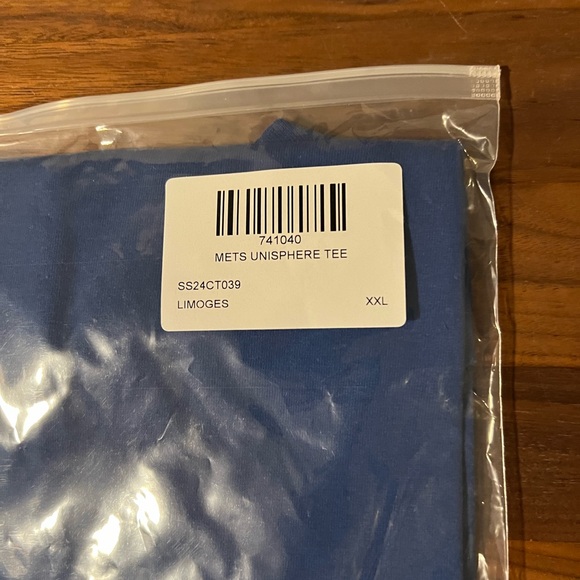 741040
METS UNISPHERE TEE
SS24CT039
LIMOGES XXL